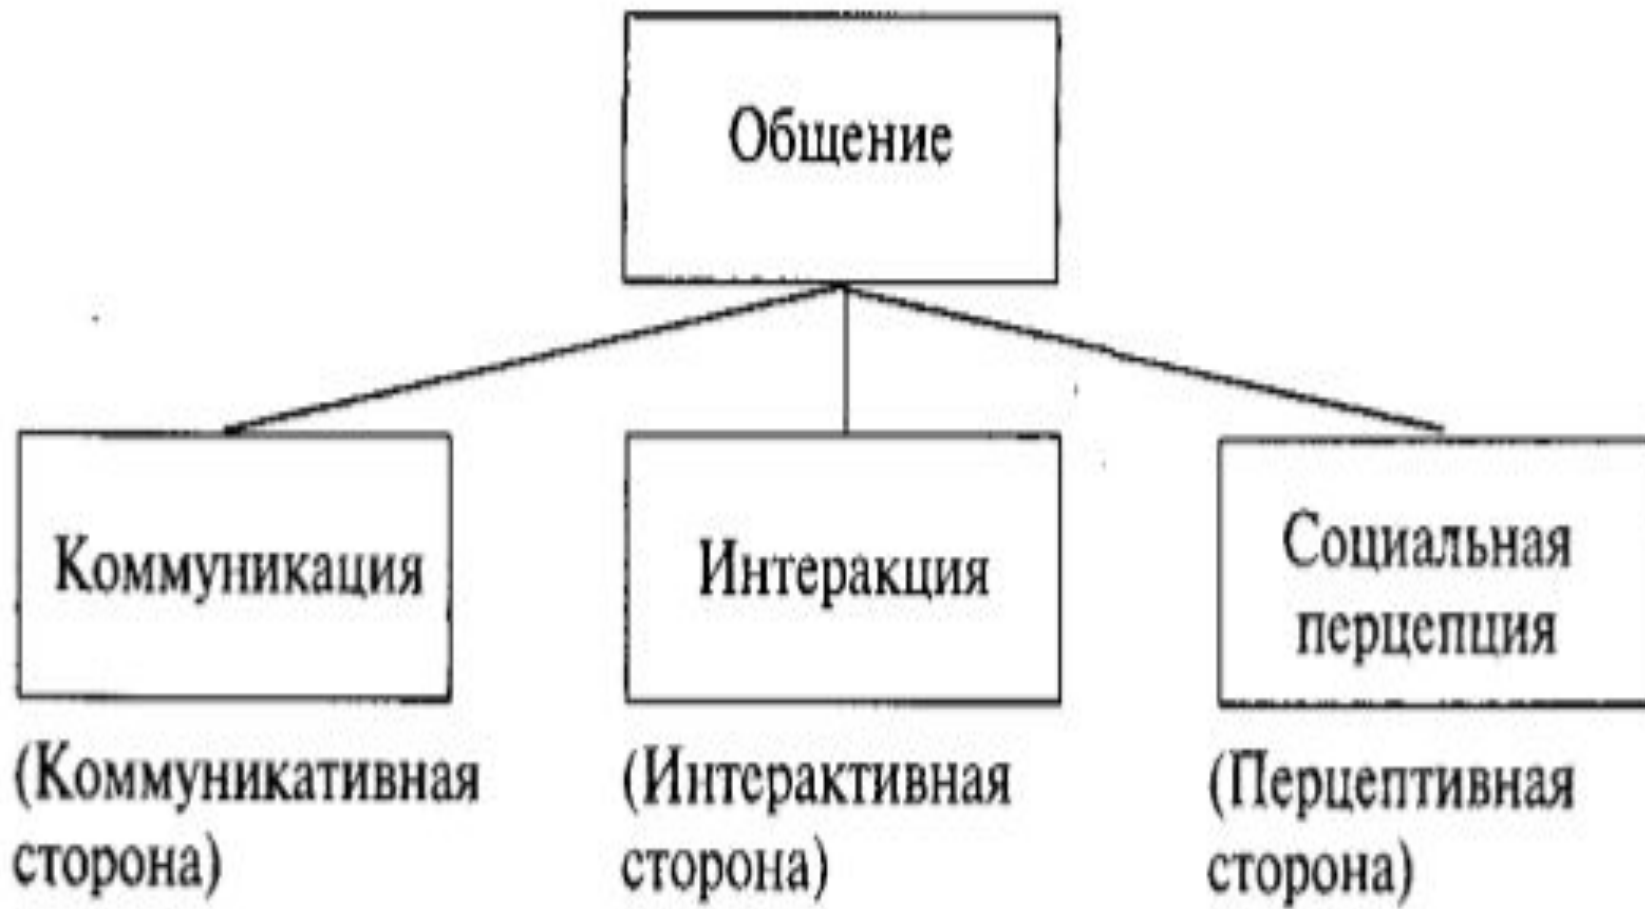 Общение
Коммуникация
Интеракция
Социальная
перцепция
(Коммуникативная
сторона)
(Интерактивная
сторона)
(Перцептивная
сторона)